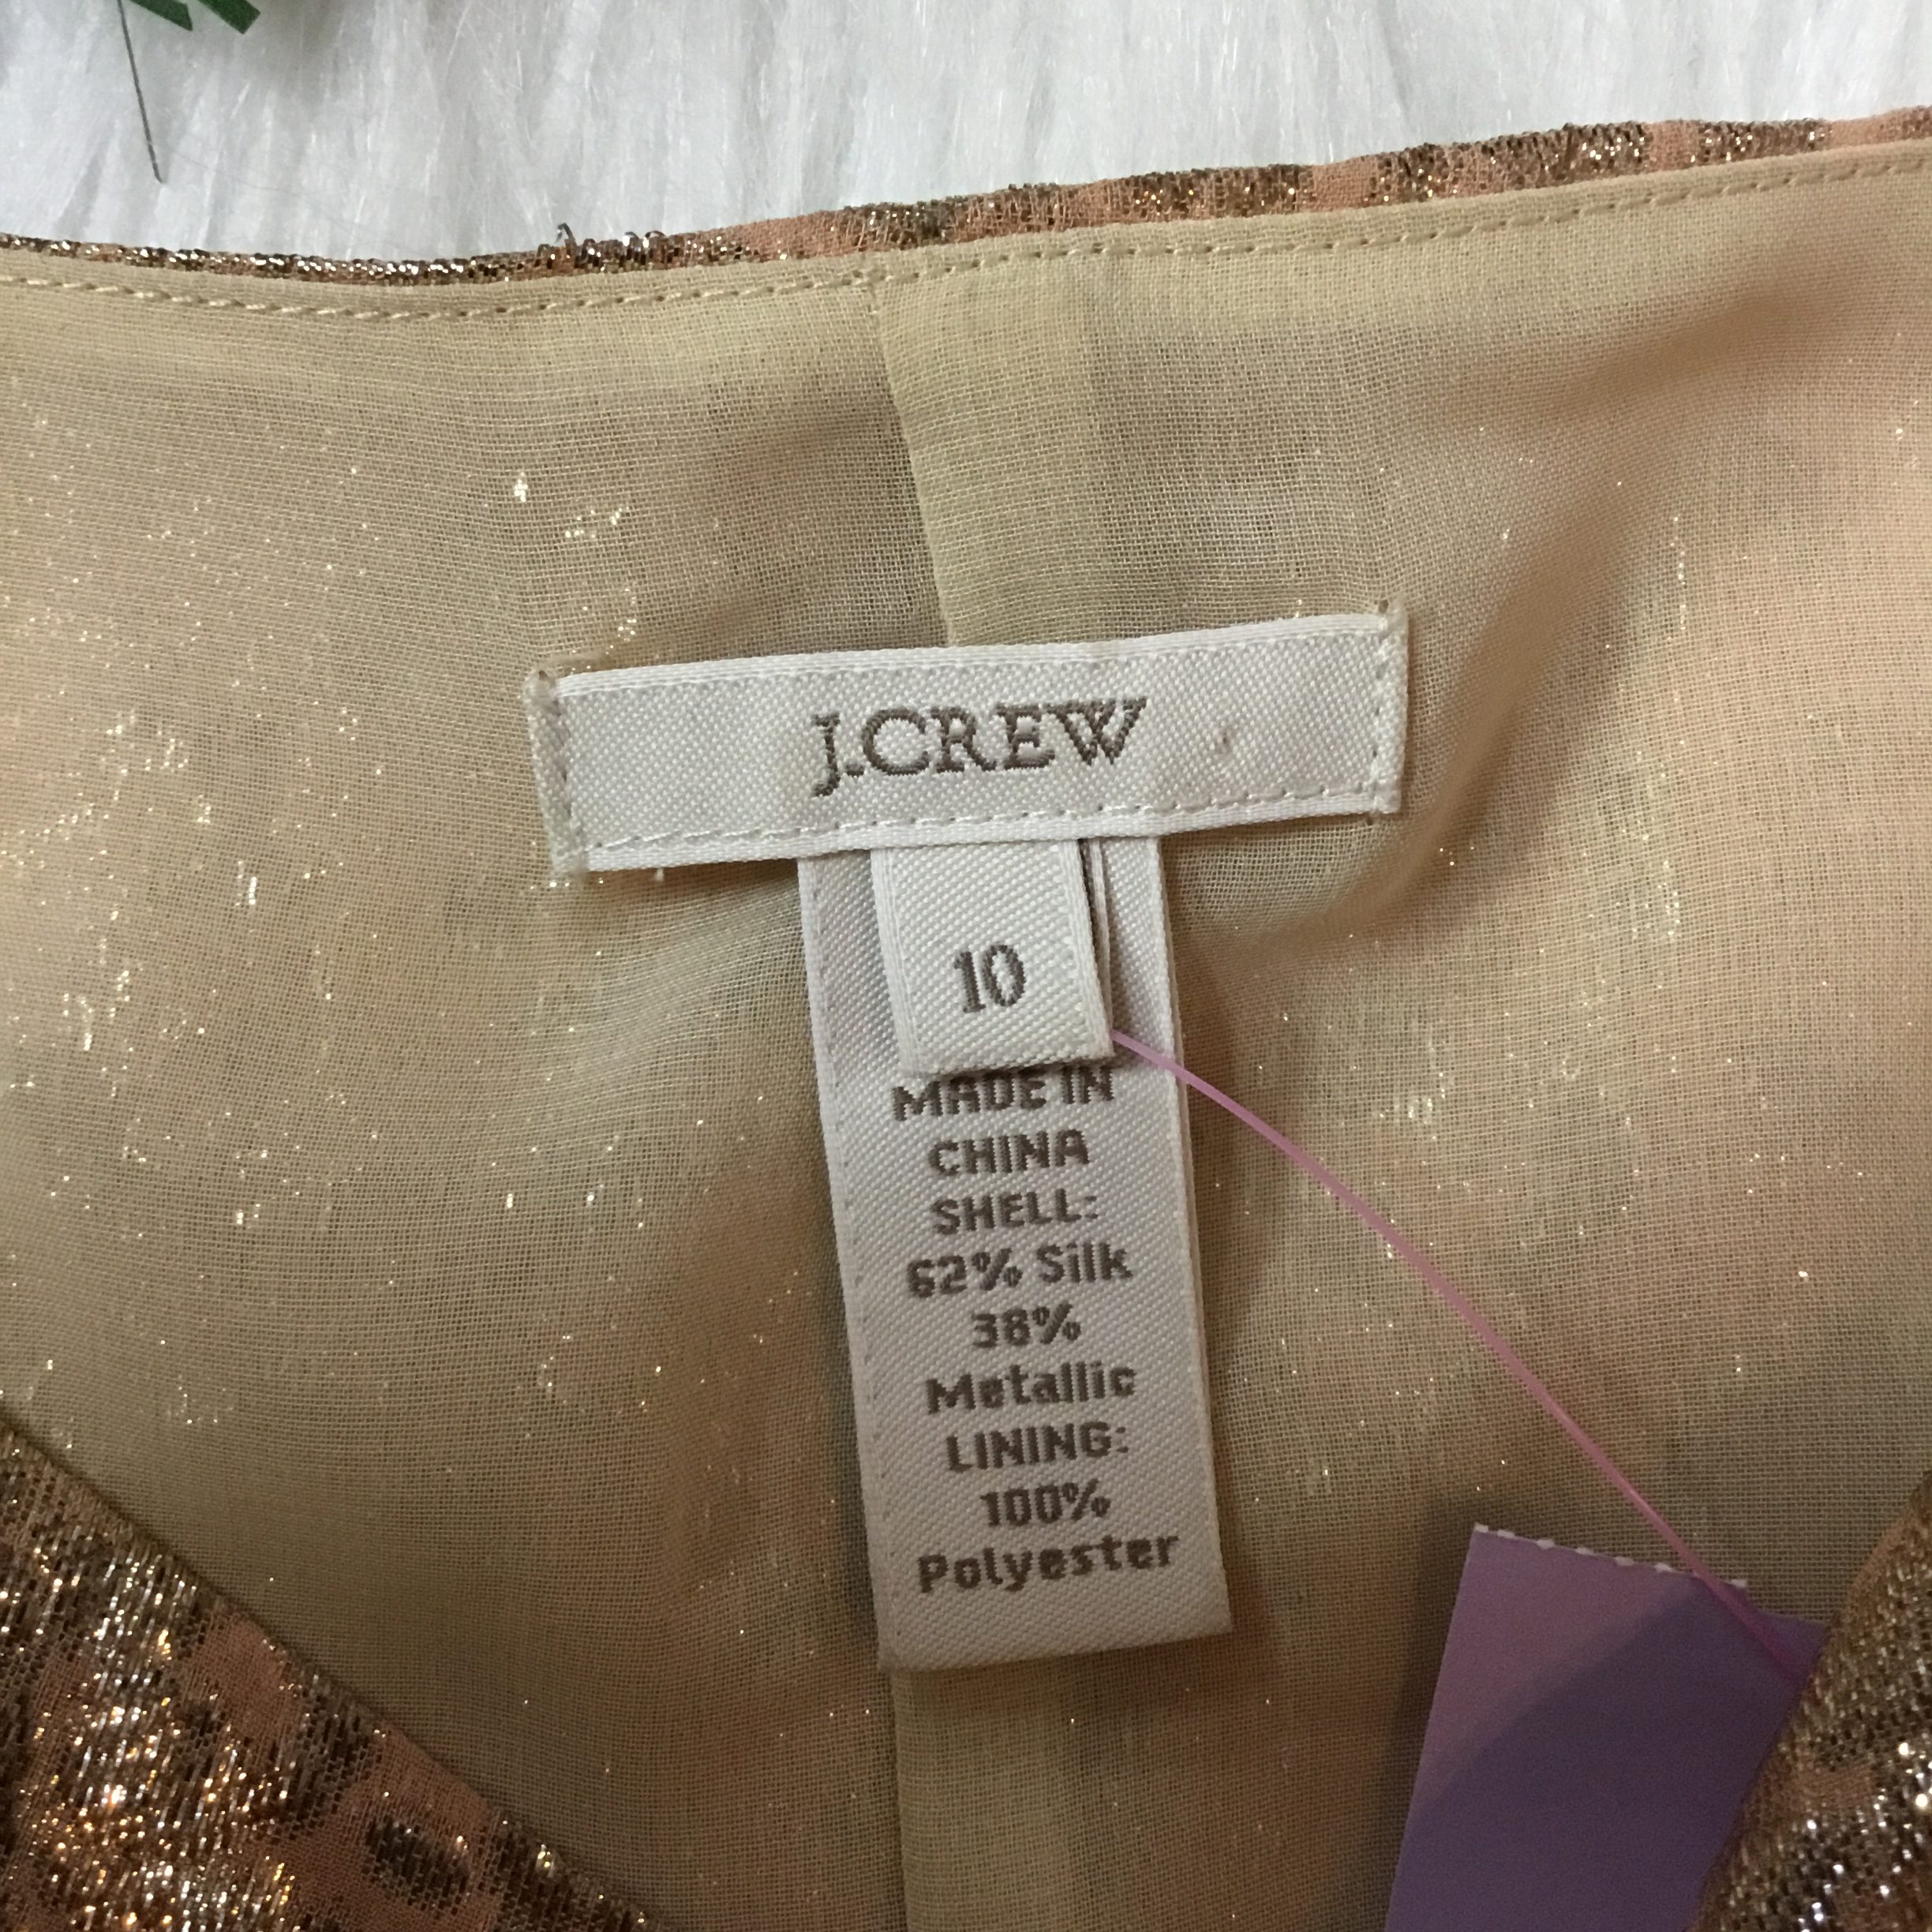 J.CREW
10
MADE IN
CHINA
SHELL:
62% Silk
38%
Metallic
LINING:
100%
Polyester